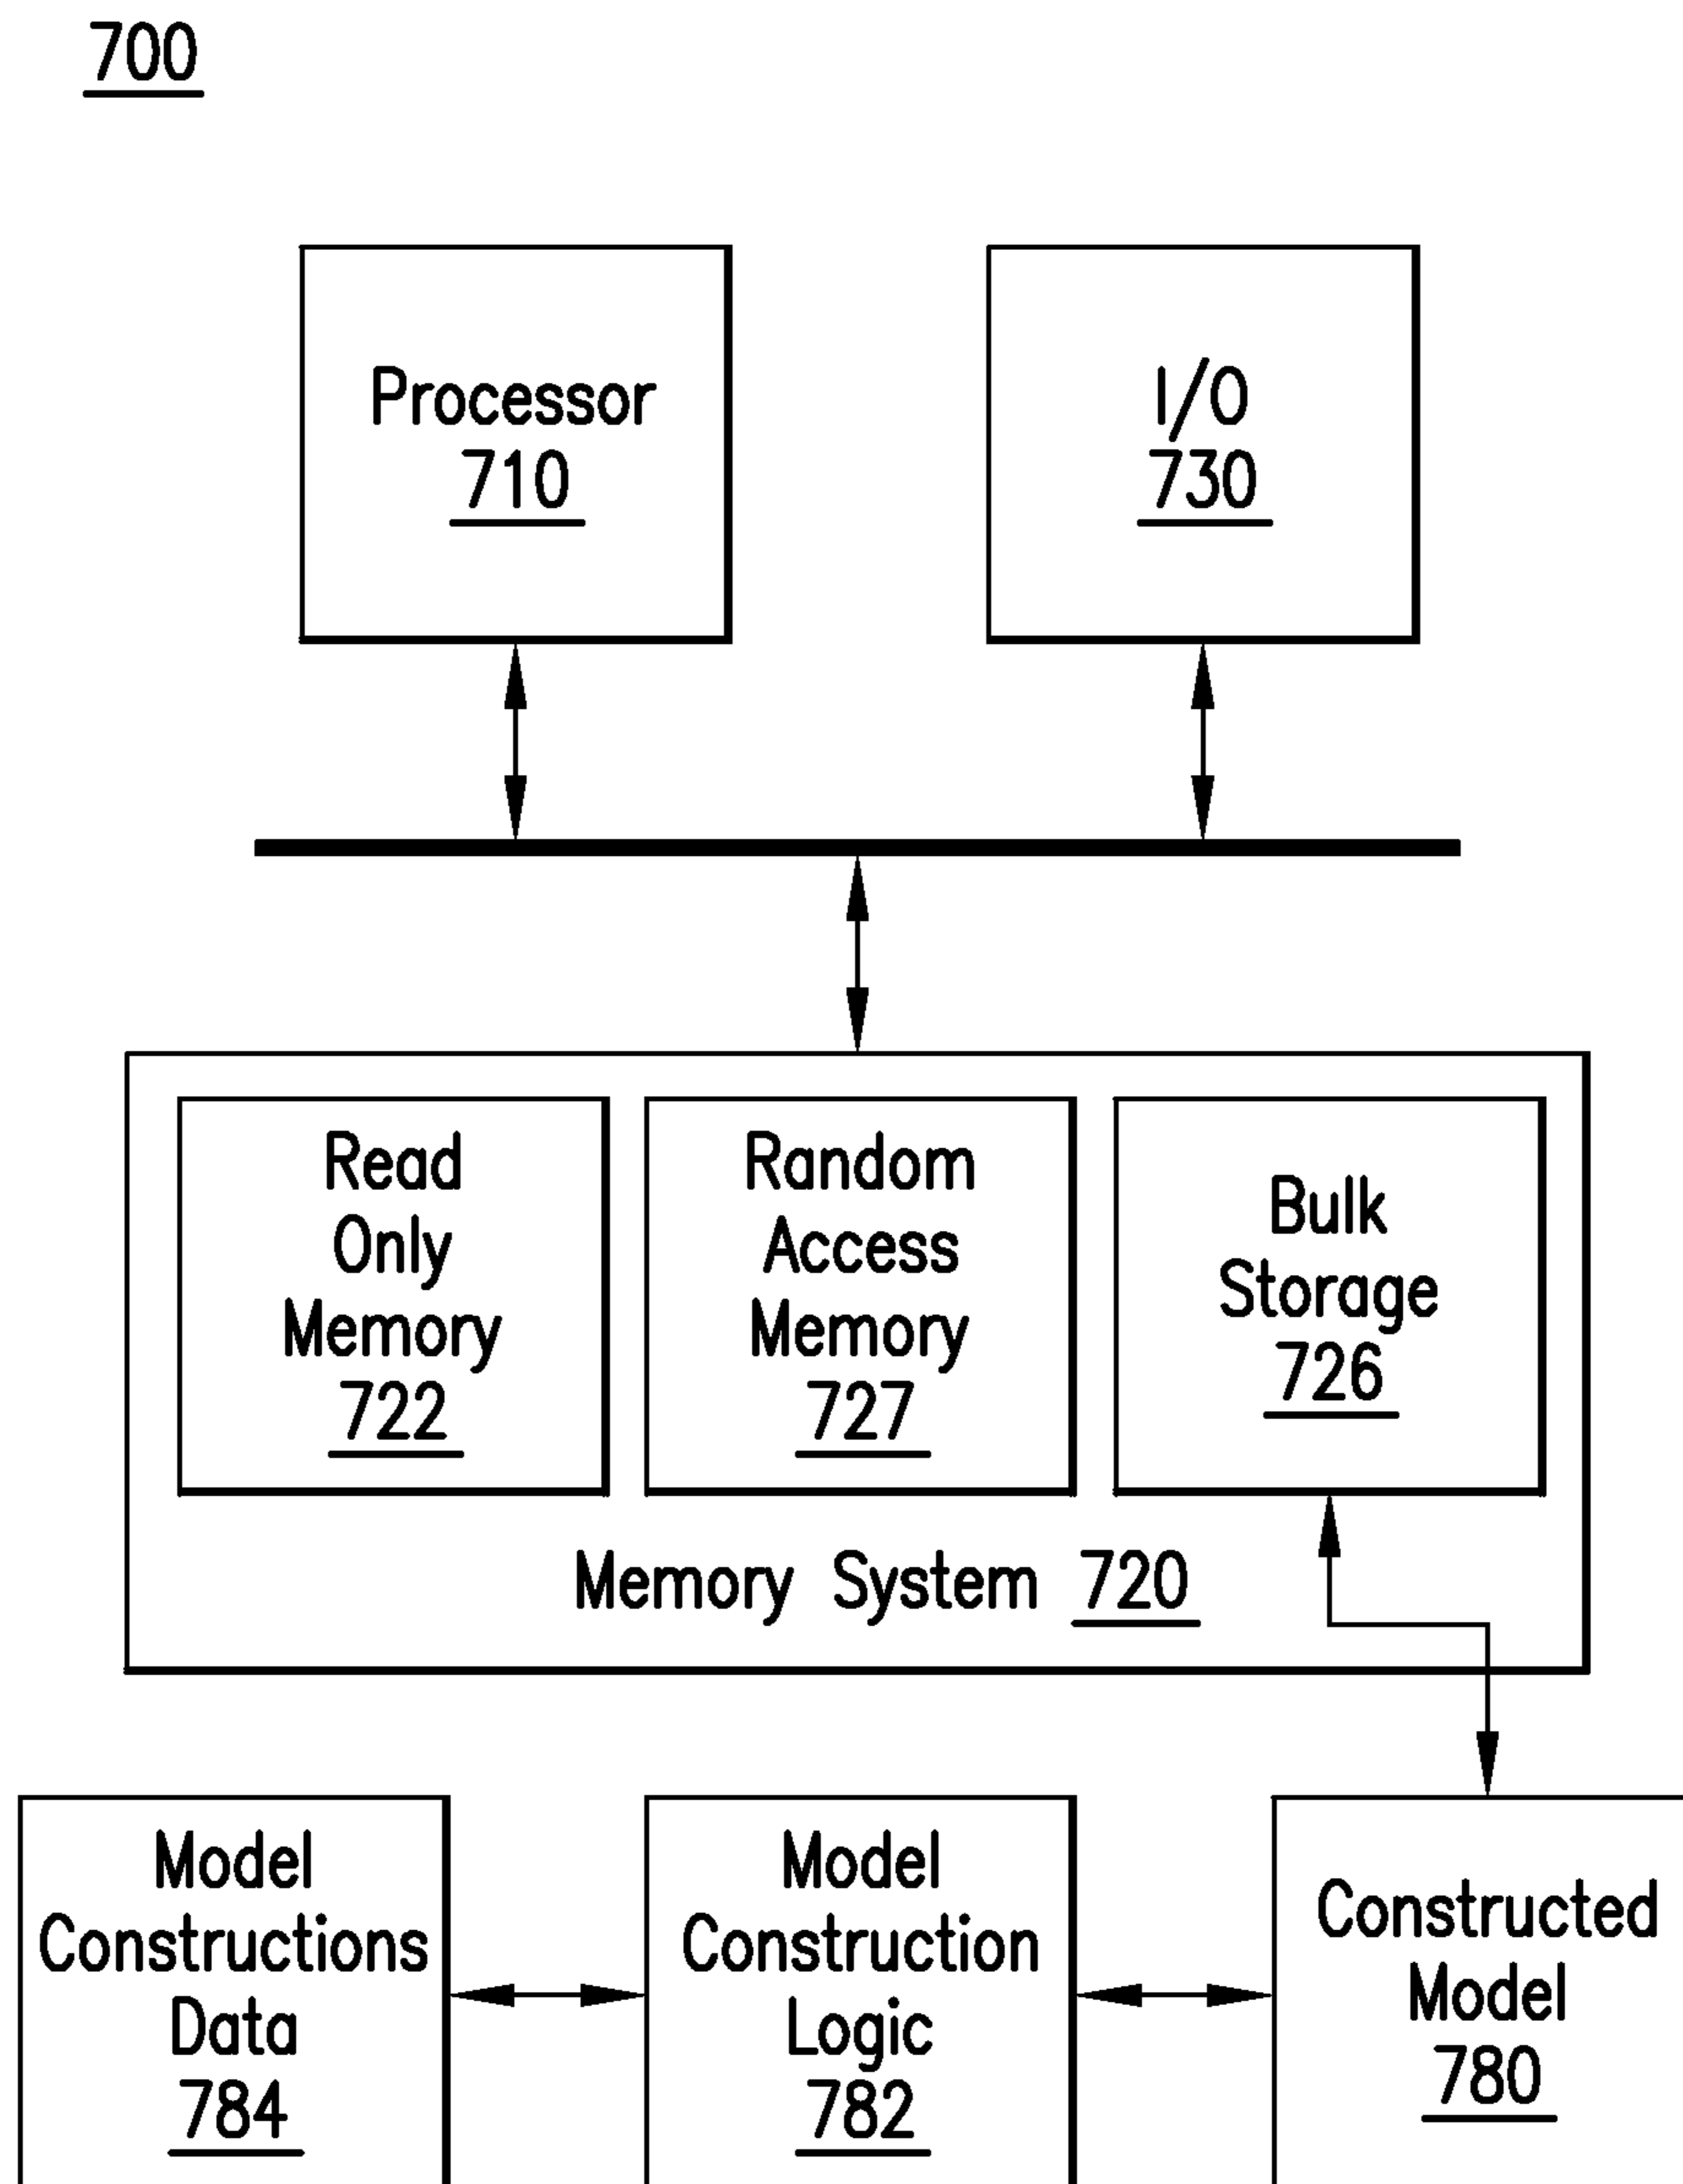 700
Processor
710
I/O
730
Read
Only
Memory
722
Random
Access
Memory
727
Bulk
Storage
726
Memory System 720
Model
Constructions
Data
784
Model
Construction
Logic
782
Constructed
Model
780